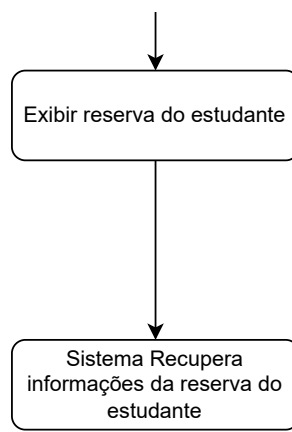 Exibir reserva do estudante
Sistema Recupera
informações da reserva do
estudante